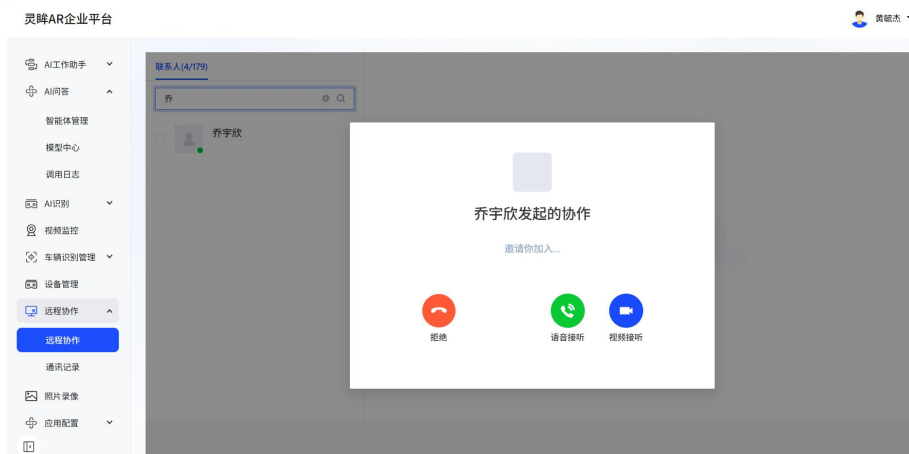 灵眸AR企业平台
黄毓杰
AI工作助手
AI问答
智能体管理
模型中心
调用日志
AI识别
视频监控
车辆识别管理
设备管理
远程协作
远程协作
通讯记录
照片录像
应用配置
联系人(4/179)
乔
乔宇欣
乔宇欣发起的协作
邀请你加入...
拒绝
语音接听
视频接听